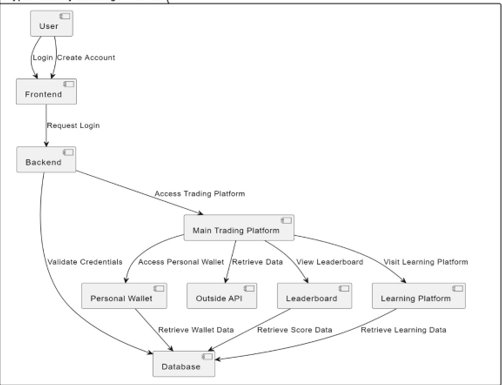 User
Login
Create Account
Frontend
Request Login
Backend
Access Trading Platform
Main Trading Platform
Validate Credentials
Access Personal Wallet
Retrieve Data
View Leaderboard
Visit Learning Platform
Personal Wallet
Outside API
Leaderboard
Learning Platform
Retrieve Wallet Data
Retrieve Score Data
Retrieve Learning Data
Database